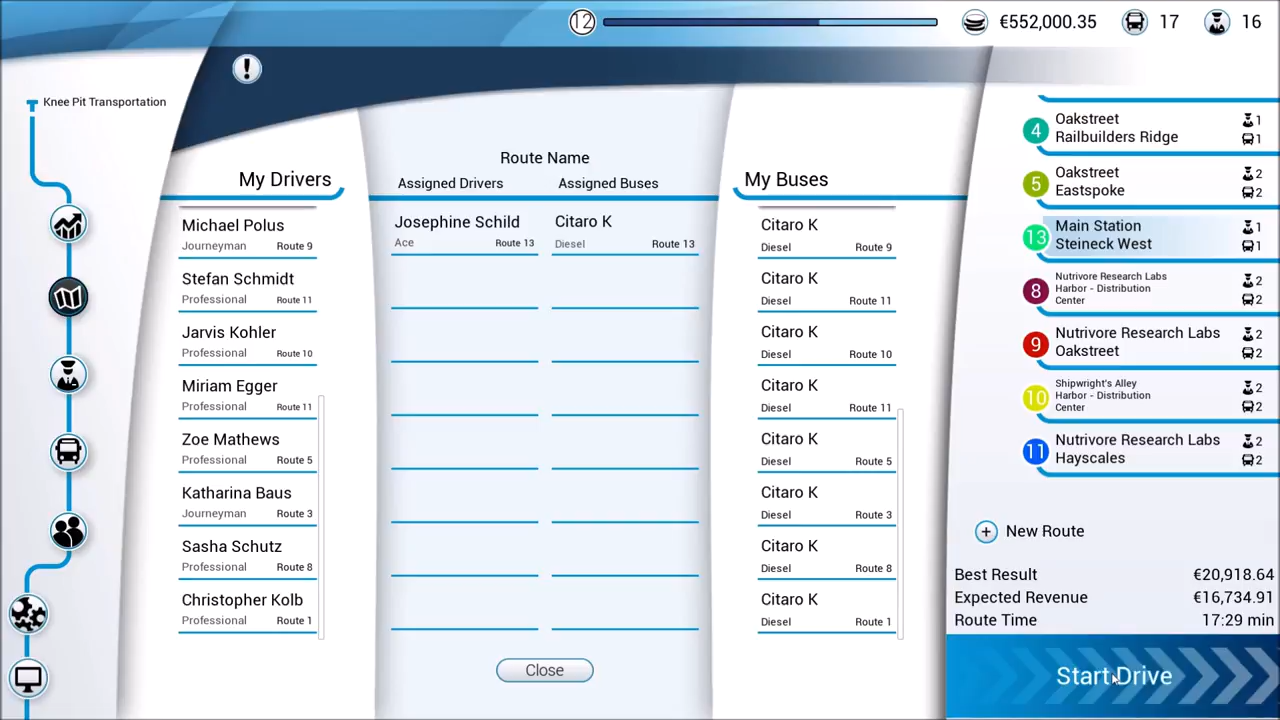 12
€552,000.35
17
16
!
Knee Pit Transportation
My Drivers
Michael Polus
Journeyman Route 9
Stefan Schmidt
Professional Route 11
Jarvis Kohler
Professional Route 10
Miriam Egger
Professional Route 11
Zoe Mathews
Professional Route 5
Katharina Baus
Journeyman Route 3
Sasha Schutz
Professional Route 8
Christopher Kolb
Professional Route 1
Route Name
Assigned Drivers Assigned Buses
Josephine Schild Citaro K
Ace Route 13 Diesel Route 13
Close
My Buses
Citaro K
Diesel Route 9
Citaro K
Diesel Route 11
Citaro K
Diesel Route 10
Citaro K
Diesel Route 11
Citaro K
Diesel Route 5
Citaro K
Diesel Route 3
Citaro K
Diesel Route 8
Citaro K
Diesel Route 1
4 Oakstreet 1
Railbuilders Ridge 1
5 Oakstreet 2
Eastspoke 2
13 Main Station 1
Steineck West 1
8 Nutrivore Research Labs 2
Harbor - Distribution
Center 2
9 Nutrivore Research Labs 2
Oakstreet 2
10 Shipwright's Alley 2
Harbor - Distribution
Center 2
11 Nutrivore Research Labs 2
Hayscales 2
+ New Route
Best Result €20,918.64
Expected Revenue €16,734.91
Route Time 17:29 min
Start Drive